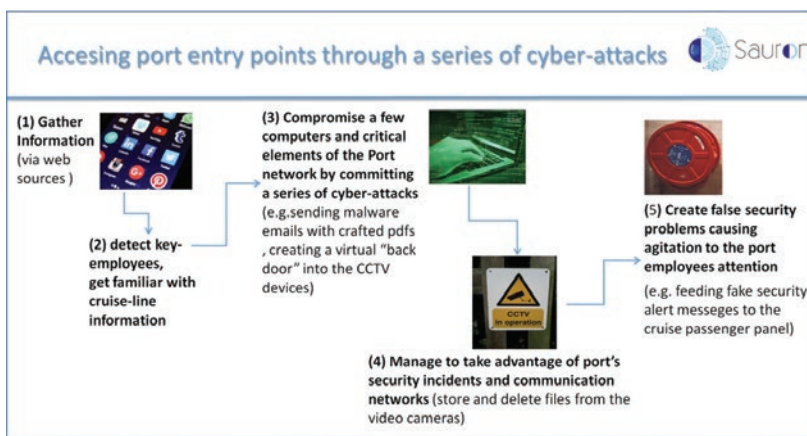 Accesing port entry points through a series of cyber-attacks
Sauron
(1) Gather
Information
(via web
sources )
(2) detect key-
employees,
get familiar with
cruise-line
information
(3) Compromise a few
computers and critical
elements of the Port
network by committing
a series of cyber-attacks
(e.g.sending malware
emails with crafted pdfs
, creating a virtual “back
door” into the CCTV
devices)
CCTV
in operation
(4) Manage to take advantage of port’s
security incidents and communication
networks (store and delete files from the
video cameras)
(5) Create false security
problems causing
agitation to the port
employees attention
(e.g. feeding fake security
alert messeges to the
cruise passenger panel)